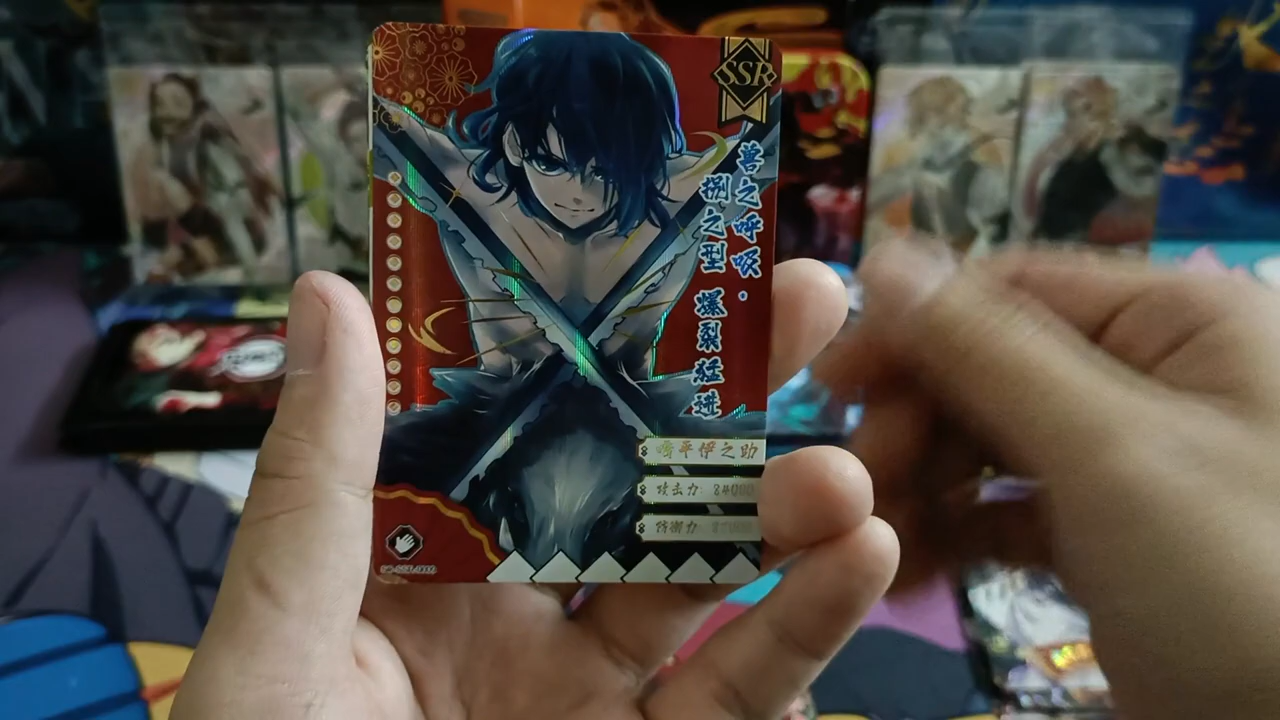 SSR
兽之呼吸·
捌之型 爆裂猛进
嘴平伊之助
攻击力
防御力